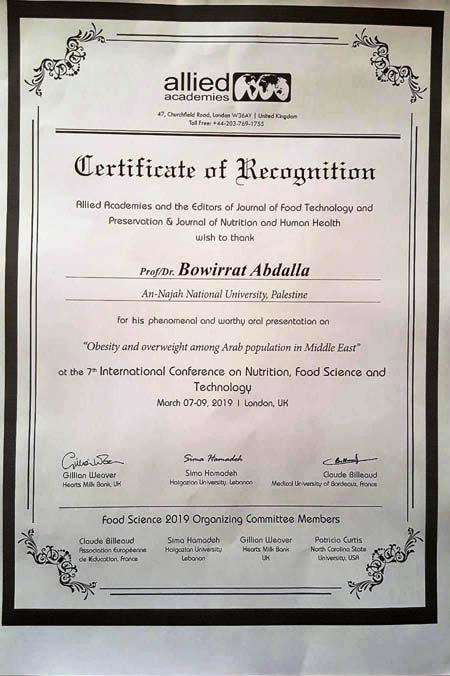 allied
academies
47, Churchfield Road, London W36AY | United Kingdom
Toll Free: +44-203-769-1755
Certificate of Recognition
Allied Academies and the Editors of Journal of Food Technology and
Preservation & Journal of Nutrition and Human Health
wish to thank
Prof/Dr. Bowirrat Abdalla
An-Najah National University, Palestine
for his phenomenal and worthy oral presentation on
"Obesity and overweight among Arab population in Middle East"
at the 7th International Conference on Nutrition, Food Science and
Technology
March 07-09, 2019 | London, UK
Sima Hamadeh
Gillian Weaver
Hearts Milk Bank, UK
Sima Hamadeh
Haigazian University, Lebanon
Claude Billeaud
Medical University of Bordeaux, France
Food Science 2019 Organizing Committee Members
Claude Billeaud
Association Européenne
de lEducation, France
Sima Hamadeh
Haigazian University
Lebanon
Gillian Weaver
Hearts Milk Bank
UK
Patricia Curtis
North Carolina State
University, USA